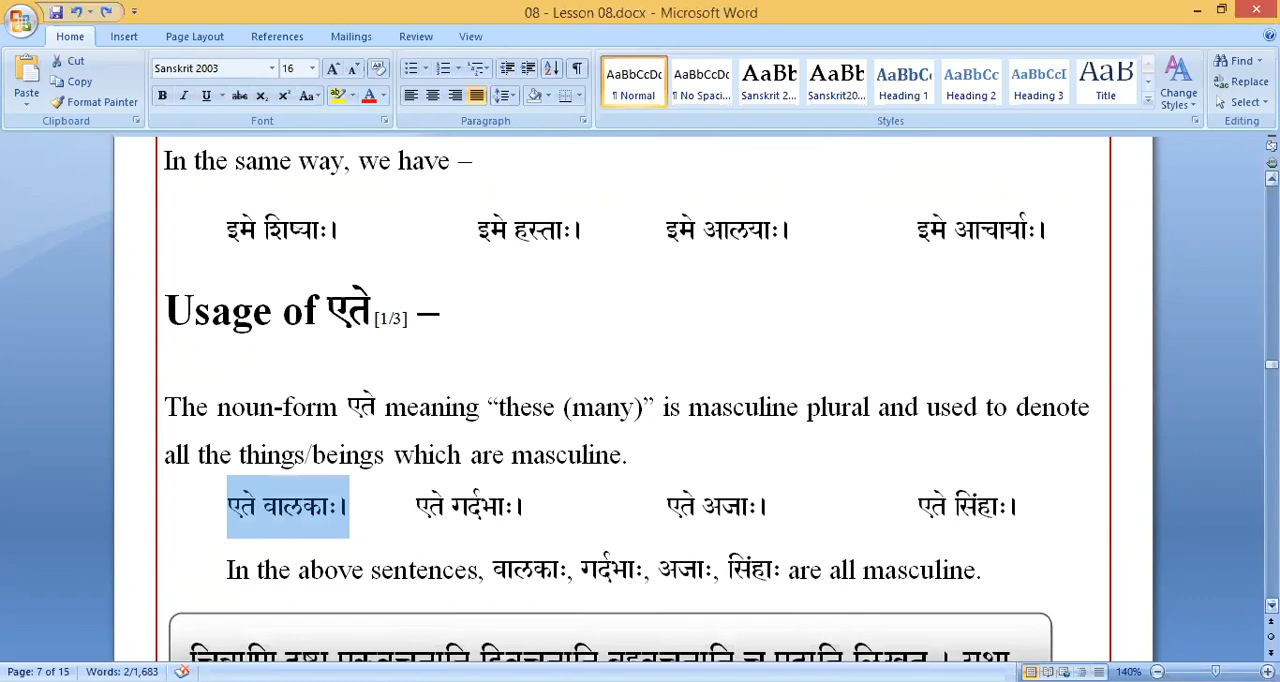 08 - Lesson 08.docx - Microsoft Word
Home Insert Page Layout References Mailings Review View
Cut Sanskrit 2003 16 AaBbCcDc AaBbCcDc AaBb AaBb AaBbC AaBbCc AaBbCcI AaB Find
Paste Copy Replace
Format Painter B I U abc X₂ X² Aa A ¶ Normal ¶ No Spaci... Sanskrit 2... Sanskrit20... Heading 1 Heading 2 Heading 3 Title Change Styles Select
Clipboard Font Paragraph Styles Editing
In the same way, we have –
इमे शिष्याः। इमे हस्ताः। इमे आलयाः। इमे आचार्याः।
Usage of एते [1/3] –
The noun-form एते meaning “these (many)” is masculine plural and used to denote
all the things/beings which are masculine.
एते बालकाः। एते गर्दभाः। एते अजाः। एते सिंहाः।
In the above sentences, बालकाः, गर्दभाः, अजाः, सिंहाः are all masculine.
Page: 7 of 15 Words: 2/1,683 140%